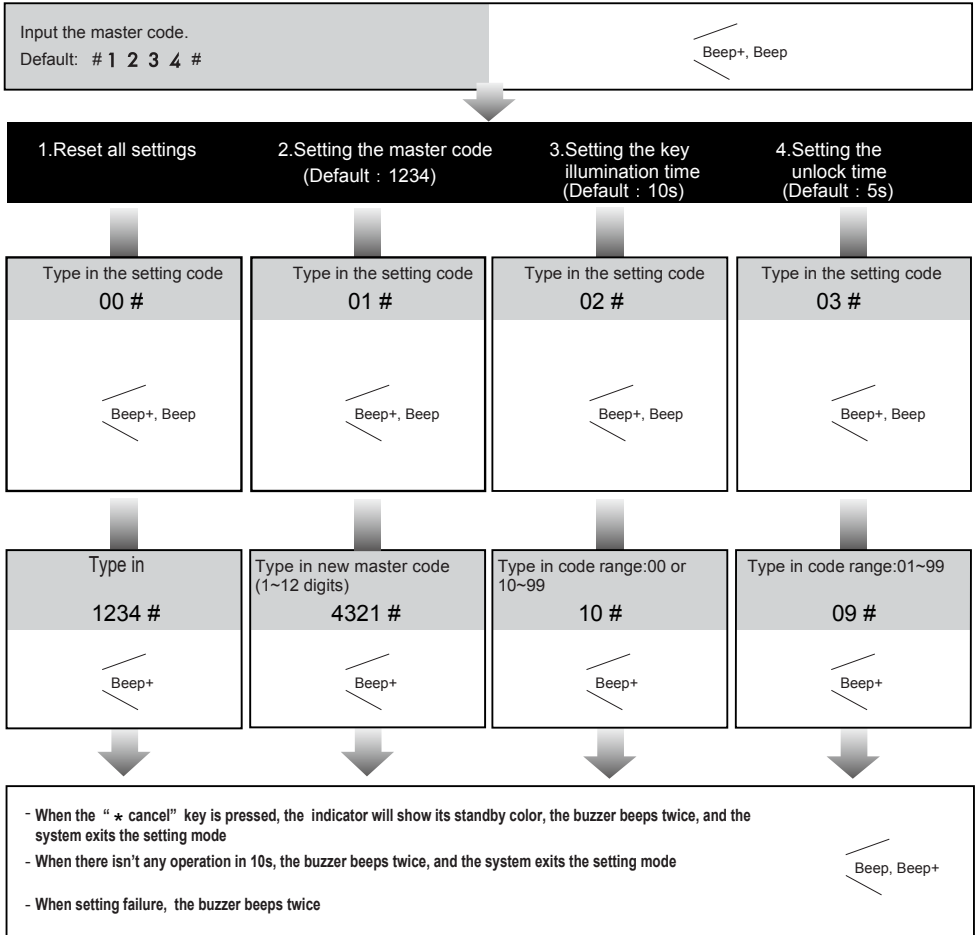 Input the master code.
Default: # 1 2 3 4 #
Beep+, Beep
1.Reset all settings
2.Setting the master code
(Default : 1234)
3.Setting the key
illumination time
(Default : 10s)
4.Setting the
unlock time
(Default : 5s)
Type in the setting code
00 #
Beep+, Beep
Type in the setting code
01 #
Beep+, Beep
Type in the setting code
02 #
Beep+, Beep
Type in the setting code
03 #
Beep+, Beep
Type in
1234 #
Beep+
Type in new master code
(1~12 digits)
4321 #
Beep+
Type in code range:00 or
10~99
10 #
Beep+
Type in code range:01~99
09 #
Beep+
- When the “ * cancel” key is pressed, the indicator will show its standby color, the buzzer beeps twice, and the
system exits the setting mode
- When there isn’t any operation in 10s, the buzzer beeps twice, and the system exits the setting mode
- When setting failure, the buzzer beeps twice
Beep, Beep+